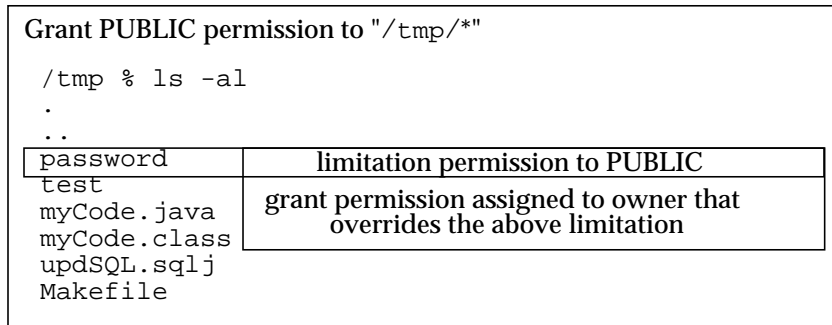 Grant PUBLIC permission to "/tmp/*"
/tmp % ls -al
.
..
password
limitation permission to PUBLIC
test
grant permission assigned to owner that
myCode.java
overrides the above limitation
myCode.class
updSQL.sqlj
Makefile